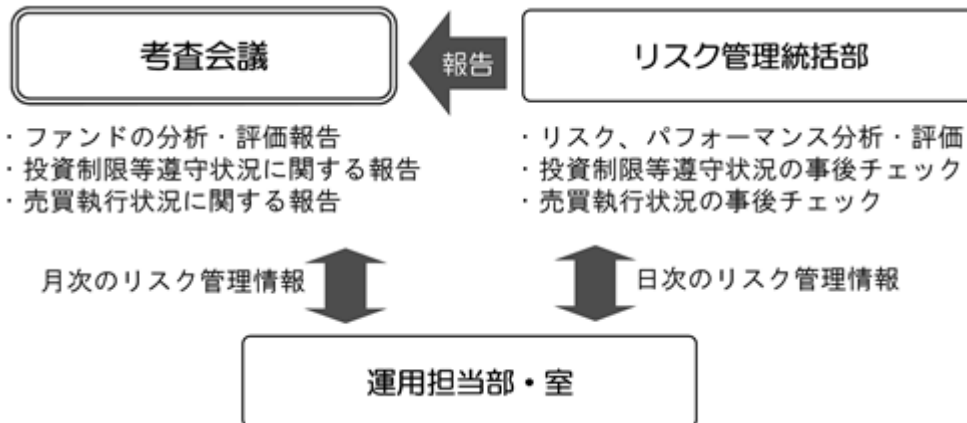 考査会議
報告
リスク管理統括部
・ファンドの分析・評価報告
・投資制限等遵守状況に関する報告
・売買執行状況に関する報告
・リスク、パフォーマンス分析・評価
・投資制限等遵守状況の事後チェック
・売買執行状況の事後チェック
月次のリスク管理情報
日次のリスク管理情報
運用担当部・室